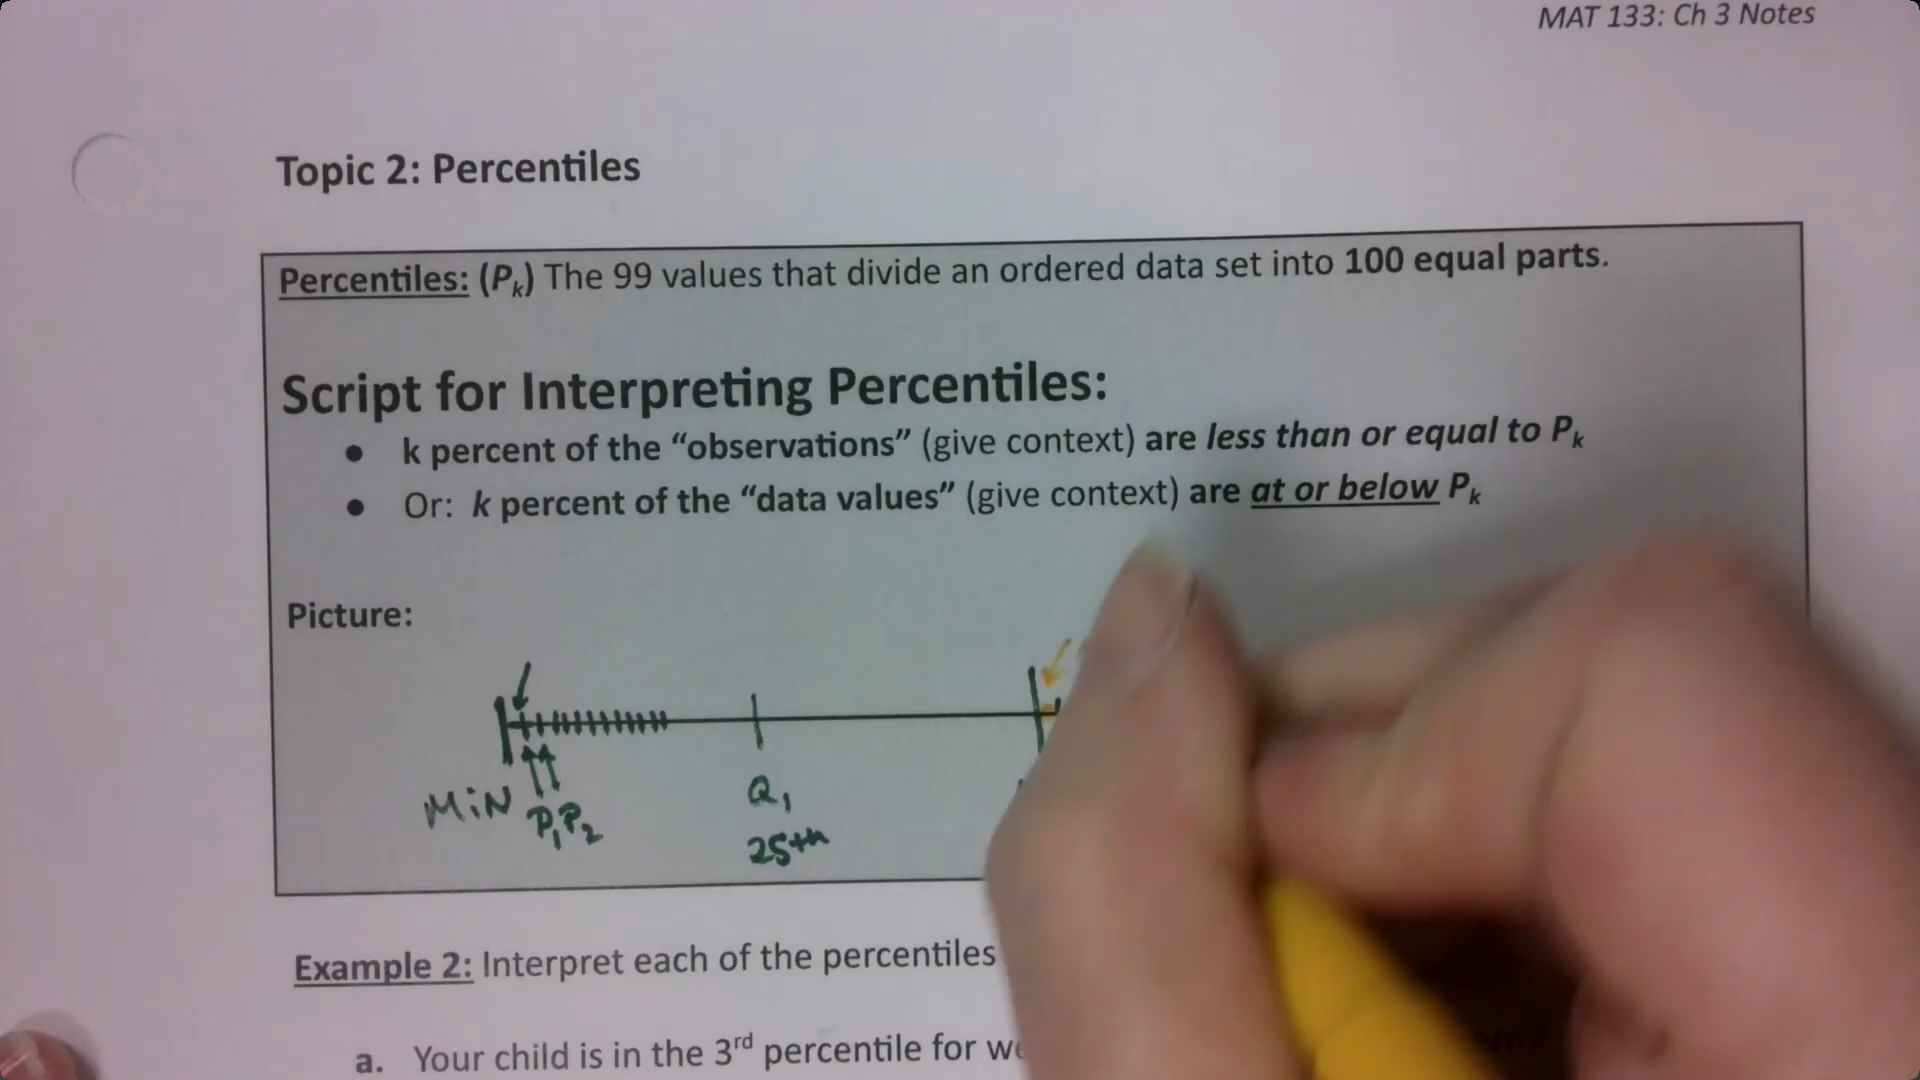 MAT 133: Ch 3 Notes
Topic 2: Percentiles
Percentiles: (Pk) The 99 values that divide an ordered data set into 100 equal parts.
Script for Interpreting Percentiles:
• k percent of the “observations” (give context) are less than or equal to Pk
• Or: k percent of the “data values” (give context) are at or below Pk
Picture:
MiN P1 P2 Q1
25th
Example 2: Interpret each of the percentiles
a. Your child is in the 3rd percentile for